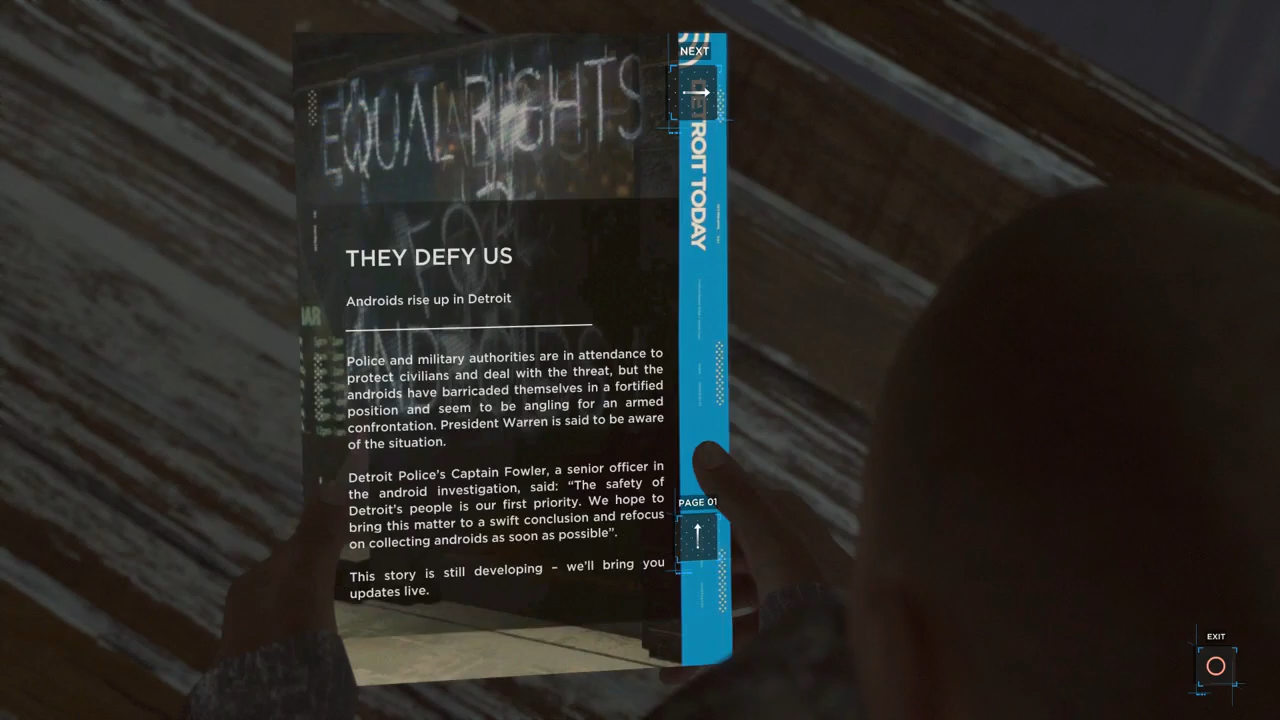 NEXT
EQUAL RIGHTS
FOR
DETROIT TODAY
THEY DEFY US
Androids rise up in Detroit
Police and military authorities are in attendance to
protect civilians and deal with the threat, but the
androids have barricaded themselves in a fortified
position and seem to be angling for an armed
confrontation. President Warren is said to be aware
of the situation.
Detroit Police's Captain Fowler, a senior officer in
the android investigation, said: “The safety of
Detroit's people is our first priority. We hope to
bring this matter to a swift conclusion and refocus
on collecting androids as soon as possible”.
This story is still developing – we'll bring you
updates live.
PAGE 01
EXIT